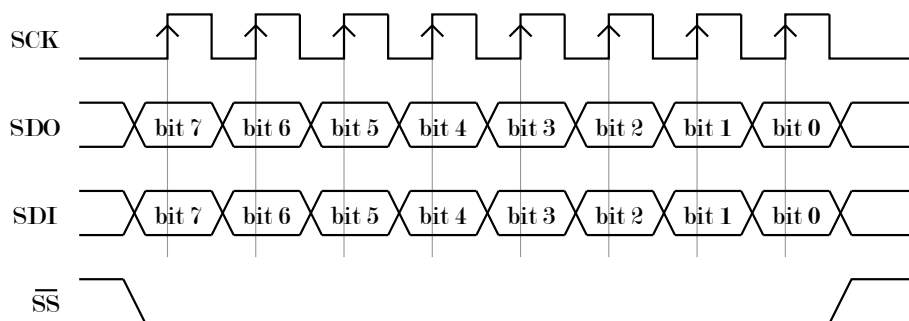 SCK
SDO bit 7 bit 6 bit 5 bit 4 bit 3 bit 2 bit 1 bit 0
SDI bit 7 bit 6 bit 5 bit 4 bit 3 bit 2 bit 1 bit 0
S̅S̅